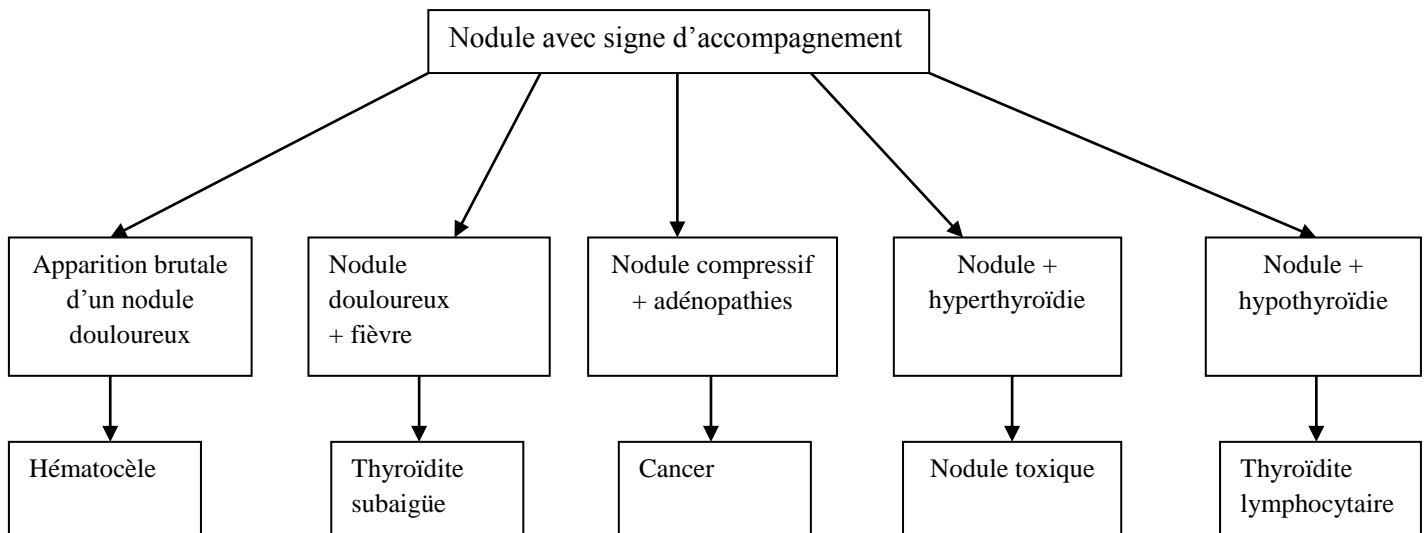 Nodule avec signe d’accompagnement
Apparition brutale
d’un nodule
douloureux
Nodule
douloureux
+ fièvre
Nodule compressif
+ adénopathies
Nodule +
hyperthyroïdie
Nodule +
hypothyroïdie
Hématocèle
Thyroïdite
subaigüe
Cancer
Nodule toxique
Thyroïdite
lymphocytaire